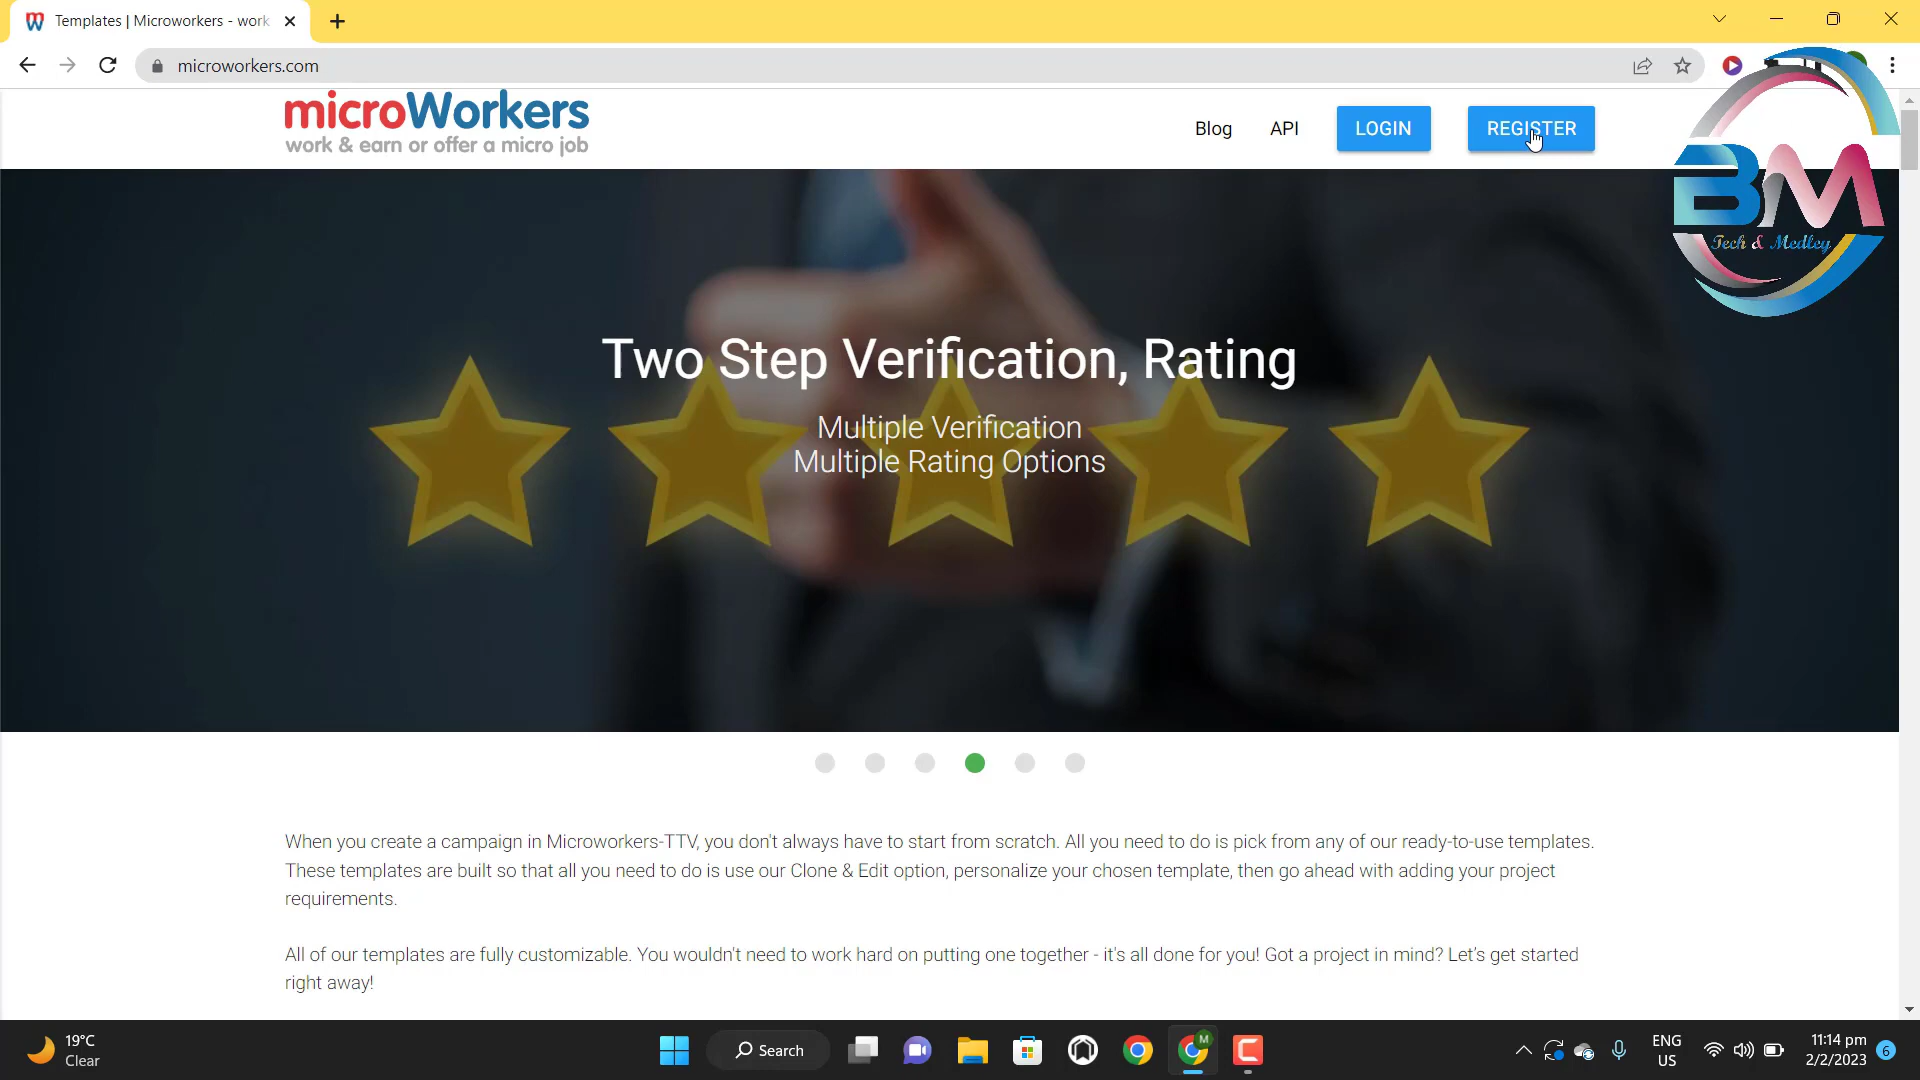 Templates | Microworkers - work
microworkers.com
microWorkers
work & earn or offer a micro job
Blog
API
LOGIN
REGISTER
BM
Tech & Medley
Two Step Verification, Rating
Multiple Verification
Multiple Rating Options
When you create a campaign in Microworkers-TTV, you don't always have to start from scratch. All you need to do is pick from any of our ready-to-use templates.
These templates are built so that all you need to do is use our Clone & Edit option, personalize your chosen template, then go ahead with adding your project
requirements.
All of our templates are fully customizable. You wouldn't need to work hard on putting one together - it's all done for you! Got a project in mind? Let's get started
right away!
19°C
Clear
Search
M
ENG
US
11:14 pm
2/2/2023
6